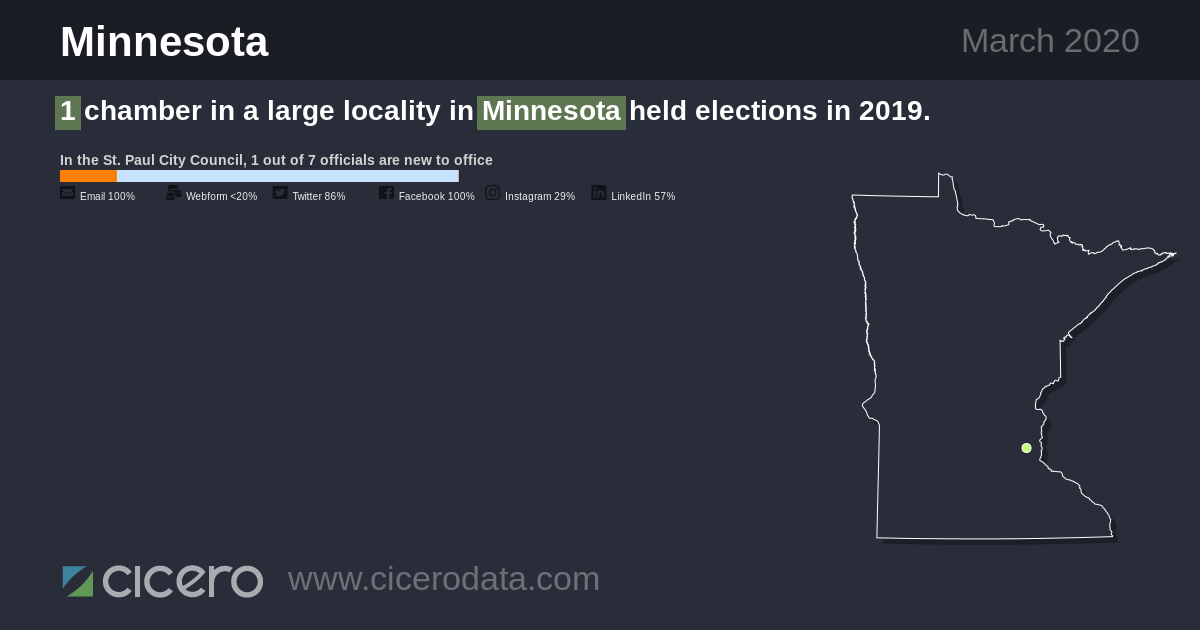 Minnesota
March 2020
1 chamber in a large locality in Minnesota held elections in 2019.
In the St. Paul City Council, 1 out of 7 officials are new to office
Email 100% Webform <20% Twitter 86% Facebook 100% Instagram 29% LinkedIn 57%
cicero www.cicerodata.com